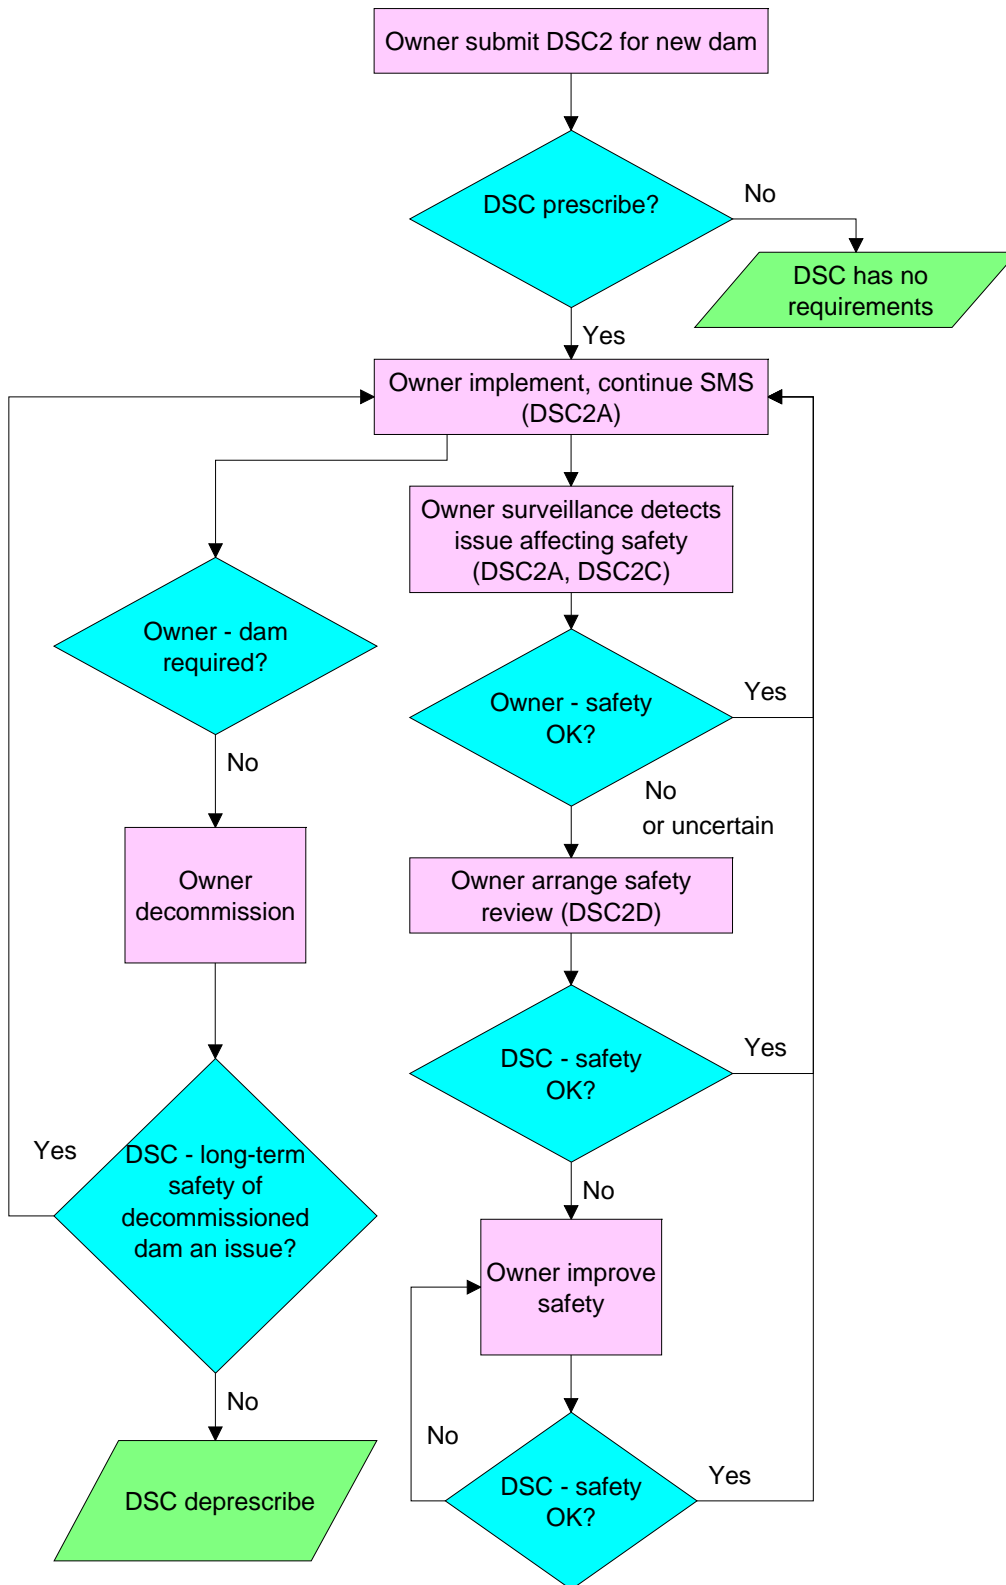 Owner submit DSC2 for new dam
DSC prescribe?
No
DSC has no
requirements
Yes
Owner implement, continue SMS
(DSC2A)
Owner surveillance detects
issue affecting safety
(DSC2A, DSC2C)
Owner - dam
required?
Owner - safety
OK?
Yes
No
No
or uncertain
Owner
decommission
Owner arrange safety
review (DSC2D)
DSC - safety
OK?
Yes
Yes
DSC - long-term
safety of
decommissioned
dam an issue?
No
Owner improve
safety
No
No
DSC - safety
OK?
Yes
DSC deprescribe